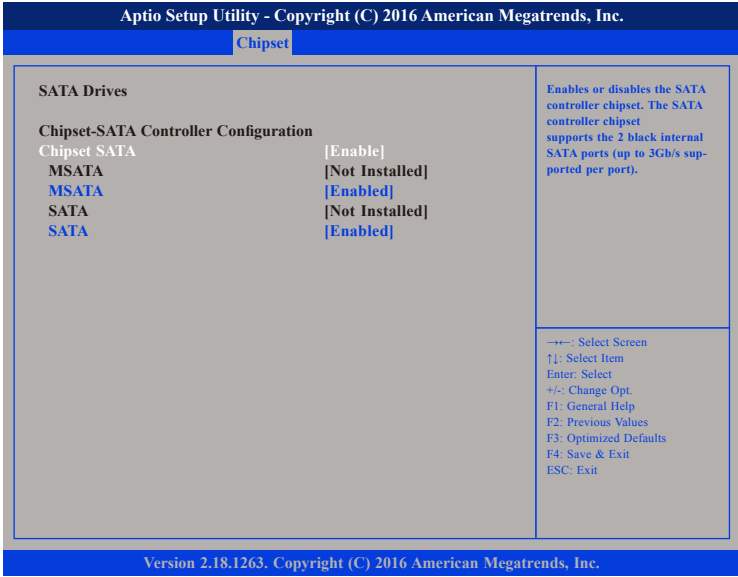 Aptio Setup Utility - Copyright (C) 2016 American Megatrends, Inc.
Chipset
SATA Drives
Chipset-SATA Controller Configuration
Chipset SATA [Enable]
MSATA [Not Installed]
MSATA [Enabled]
SATA [Not Installed]
SATA [Enabled]
Enables or disables the SATA
controller chipset. The SATA
controller chipset
supports the 2 black internal
SATA ports (up to 3Gb/s sup-
ported per port).
→←: Select Screen
↑↓: Select Item
Enter: Select
+/-: Change Opt.
F1: General Help
F2: Previous Values
F3: Optimized Defaults
F4: Save & Exit
ESC: Exit
Version 2.18.1263. Copyright (C) 2016 American Megatrends, Inc.